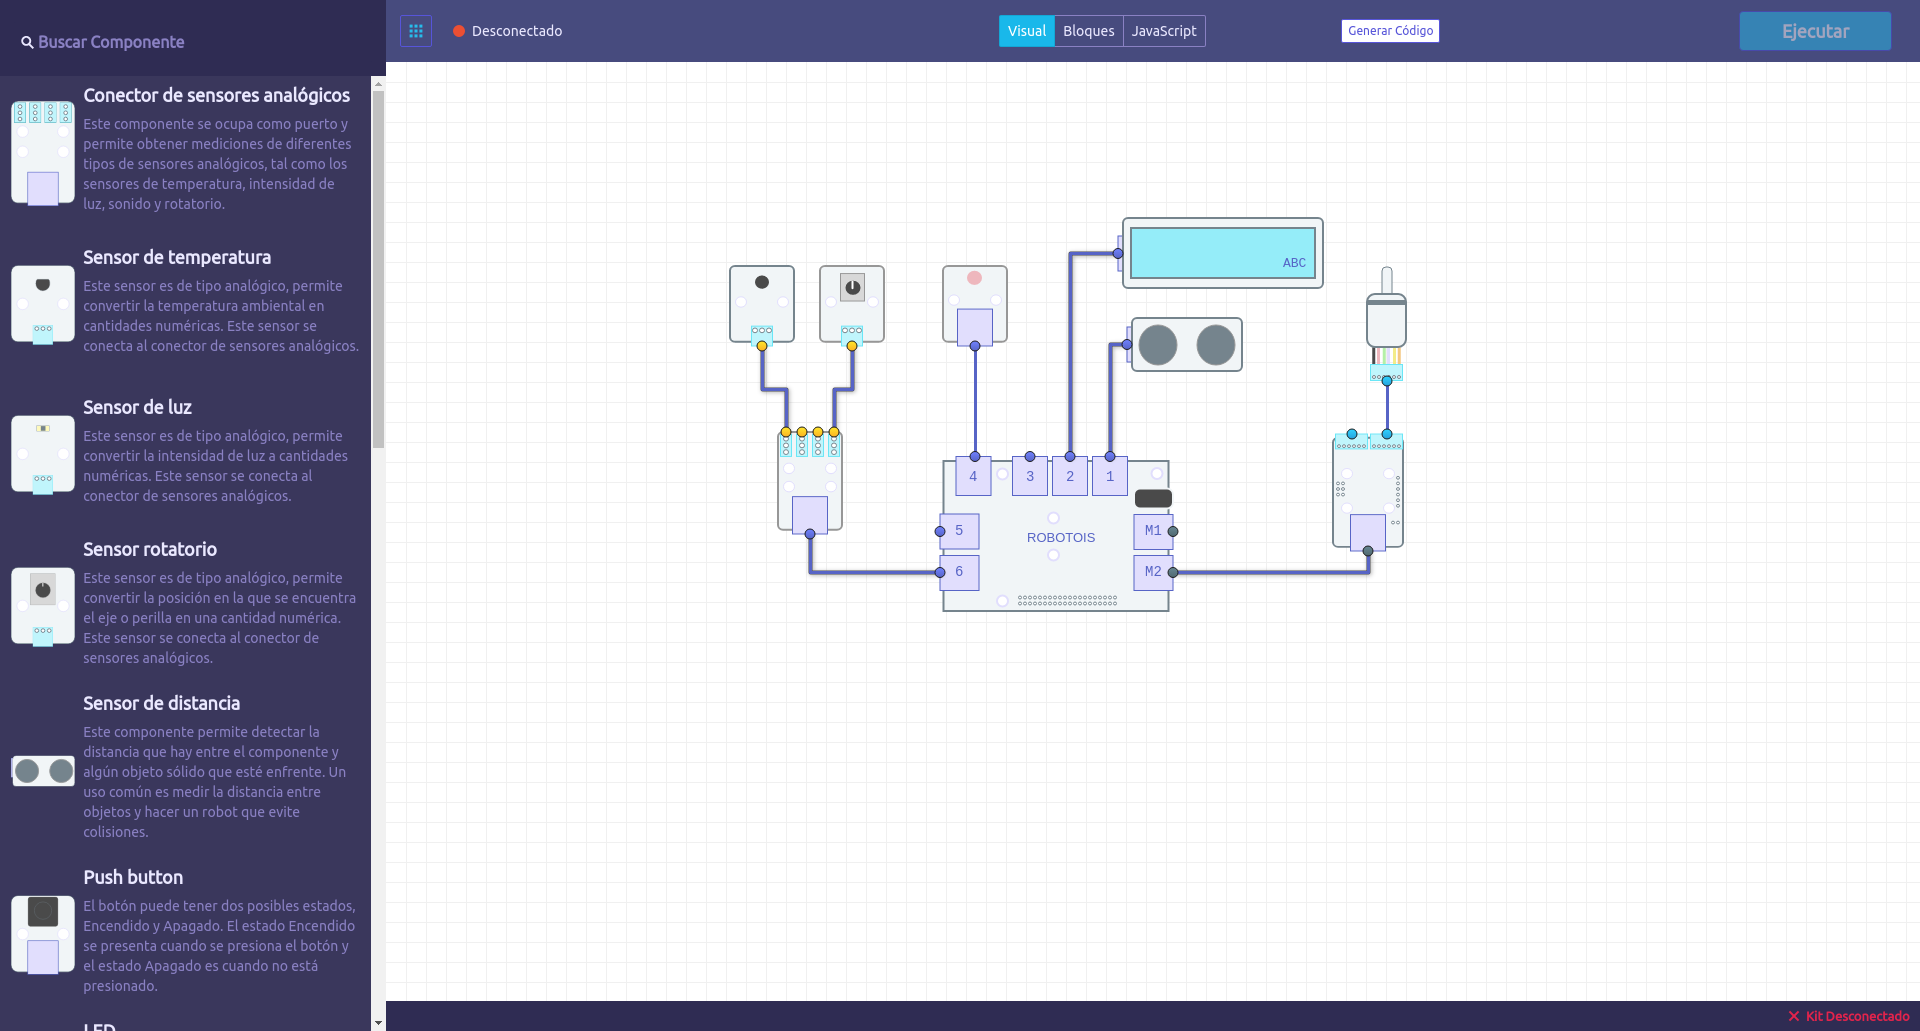 Buscar Componente
Desconectado
Visual
Bloques
JavaScript
Generar Código
Ejecutar
Conector de sensores analógicos
Este componente se ocupa como puerto y
permite obtener mediciones de diferentes
tipos de sensores analógicos, tal como los
sensores de temperatura, intensidad de
luz, sonido y rotatorio.
Sensor de temperatura
Este sensor es de tipo analógico, permite
convertir la temperatura ambiental en
cantidades numéricas. Este sensor se
conecta al conector de sensores analógicos.
Sensor de luz
Este sensor es de tipo analógico, permite
convertir la intensidad de luz a cantidades
numéricas. Este sensor se conecta al
conector de sensores analógicos.
Sensor rotatorio
Este sensor es de tipo analógico, permite
convertir la posición en la que se encuentra
el eje o perilla en una cantidad numérica.
Este sensor se conecta al conector de
sensores analógicos.
Sensor de distancia
Este componente permite detectar la
distancia que hay entre el componente y
algún objeto sólido que esté enfrente. Un
uso común es medir la distancia entre
objetos y hacer un robot que evite
colisiones.
Push button
El botón puede tener dos posibles estados,
Encendido y Apagado. El estado Encendido
se presenta cuando se presiona el botón y
el estado Apagado es cuando no está
presionado.
LED
ABC
4
3
2
1
5
M1
ROBOTOIS
6
M2
Kit Desconectado